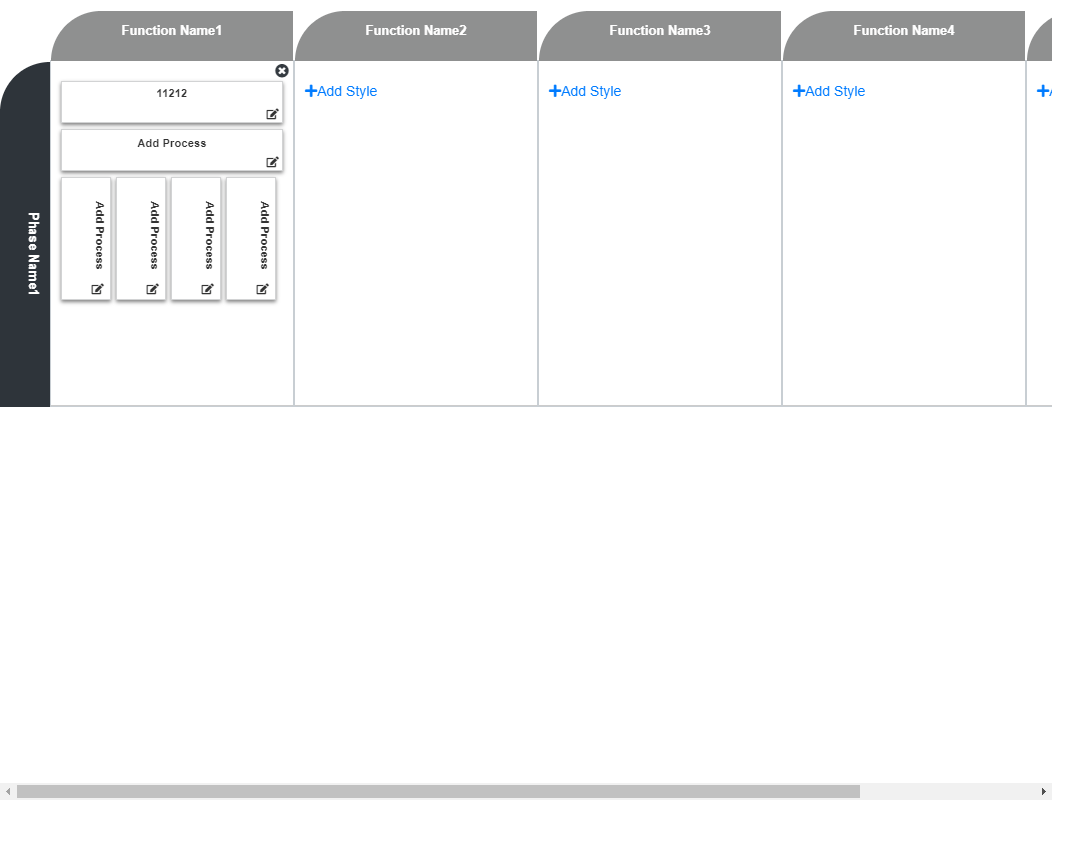 Function Name1
Function Name2
Function Name3
Function Name4
Phase Name1
11212
Add Process
Add Process
Add Process
Add Process
Add Process
Add Style
Add Style
Add Style